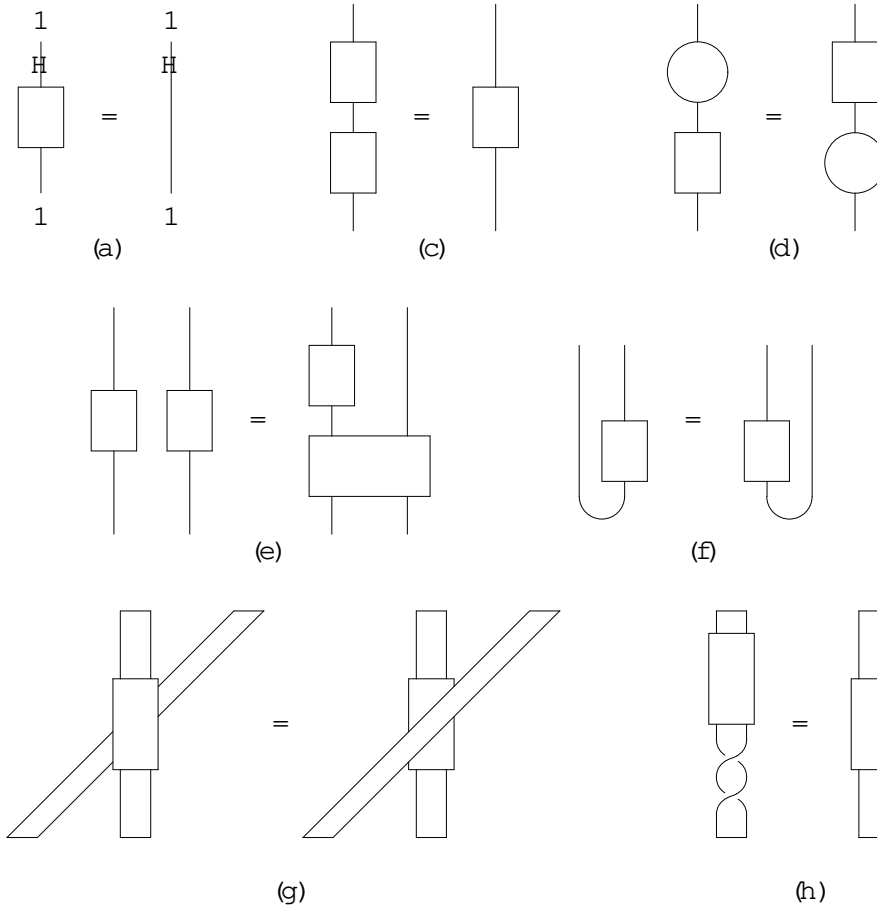 1 1
H H
= = =
1 1
(a) (c) (d)
= =
(e) (f)
= =
(g) (h)